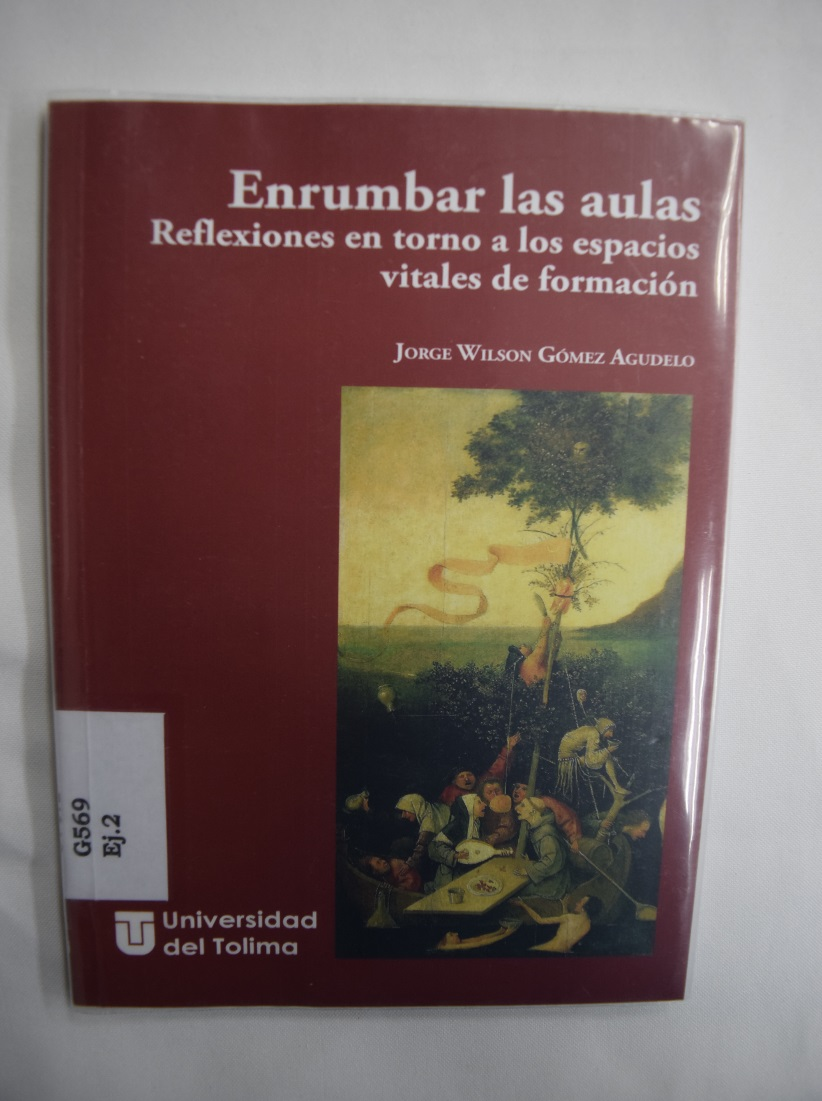 Enrumbar las aulas
Reflexiones en torno a los espacios
vitales de formación
Jorge Wilson Gómez Agudelo
G569
Ej.2
Universidad
del Tolima